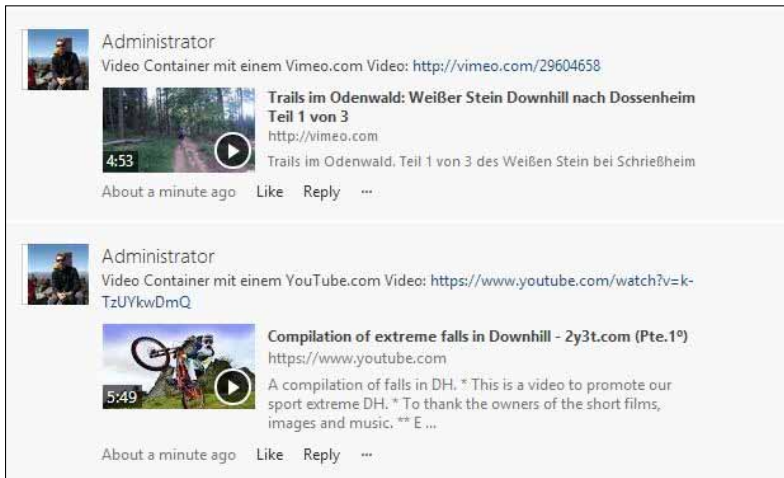 Administrator
Video Container mit einem Vimeo.com Video: http://vimeo.com/29604658
Trails im Odenwald: Weißer Stein Downhill nach Dossenheim
Teil 1 von 3
http://vimeo.com
4:53
Trails im Odenwald. Teil 1 von 3 des Weißen Stein bei Schrießheim
About a minute ago Like Reply ···
Administrator
Video Container mit einem YouTube.com Video: https://www.youtube.com/watch?v=k-
TzUYkwDmQ
Compilation of extreme falls in Downhill - 2y3t.com (Pte.1º)
https://www.youtube.com
A compilation of falls in DH. * This is a video to promote our
5:49
sport extreme DH. * To thank the owners of the short films,
images and music. ** E ...
About a minute ago Like Reply ···